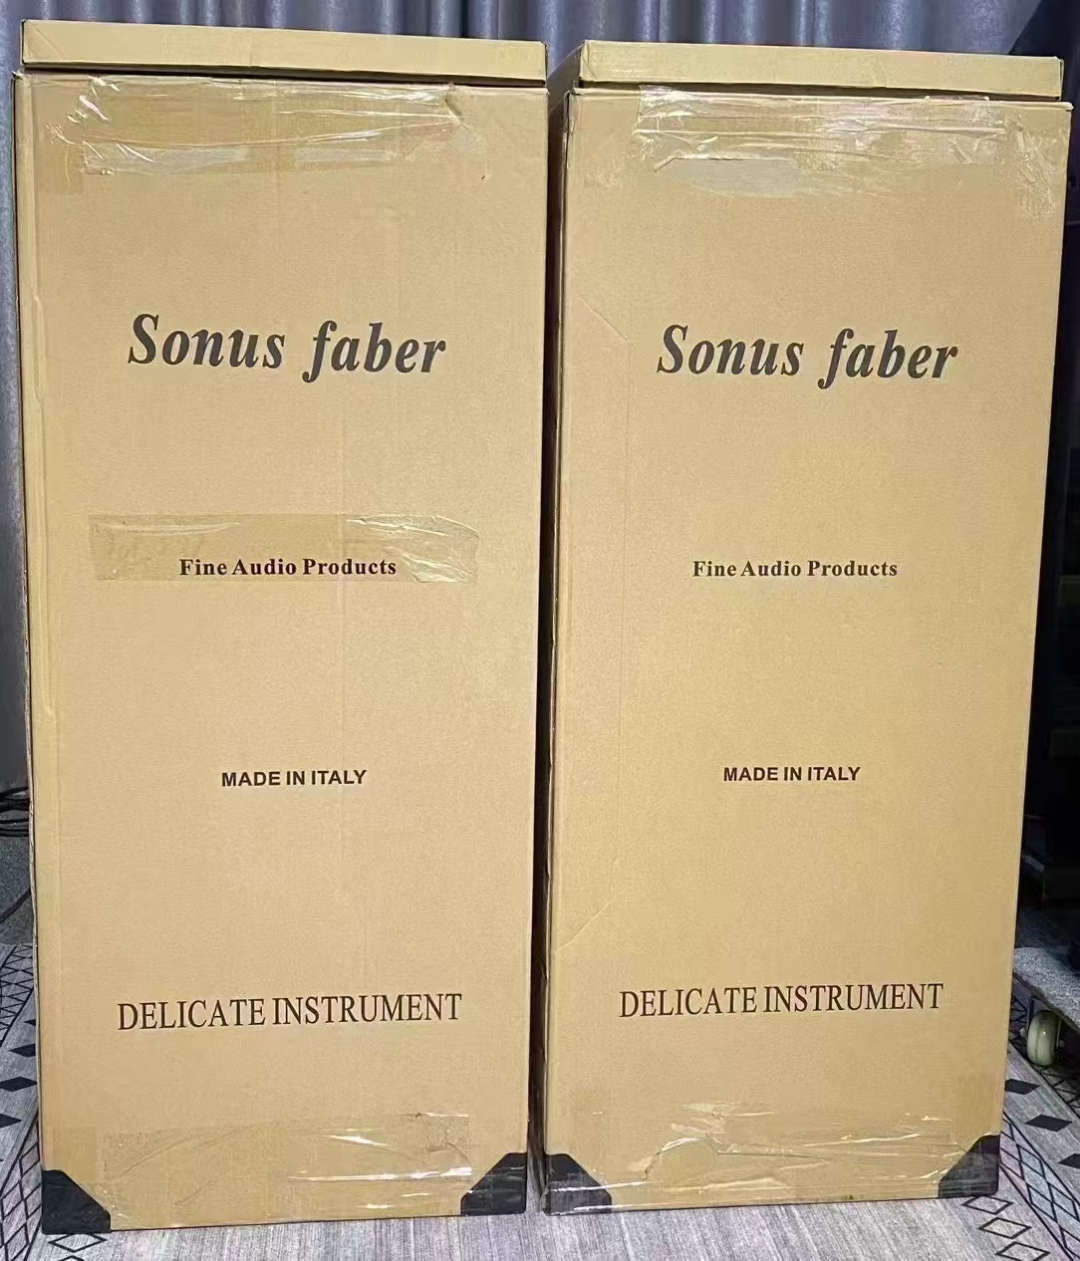 Sonus faber
Fine Audio Products
MADE IN ITALY
DELICATE INSTRUMENT
Sonus faber
Fine Audio Products
MADE IN ITALY
DELICATE INSTRUMENT